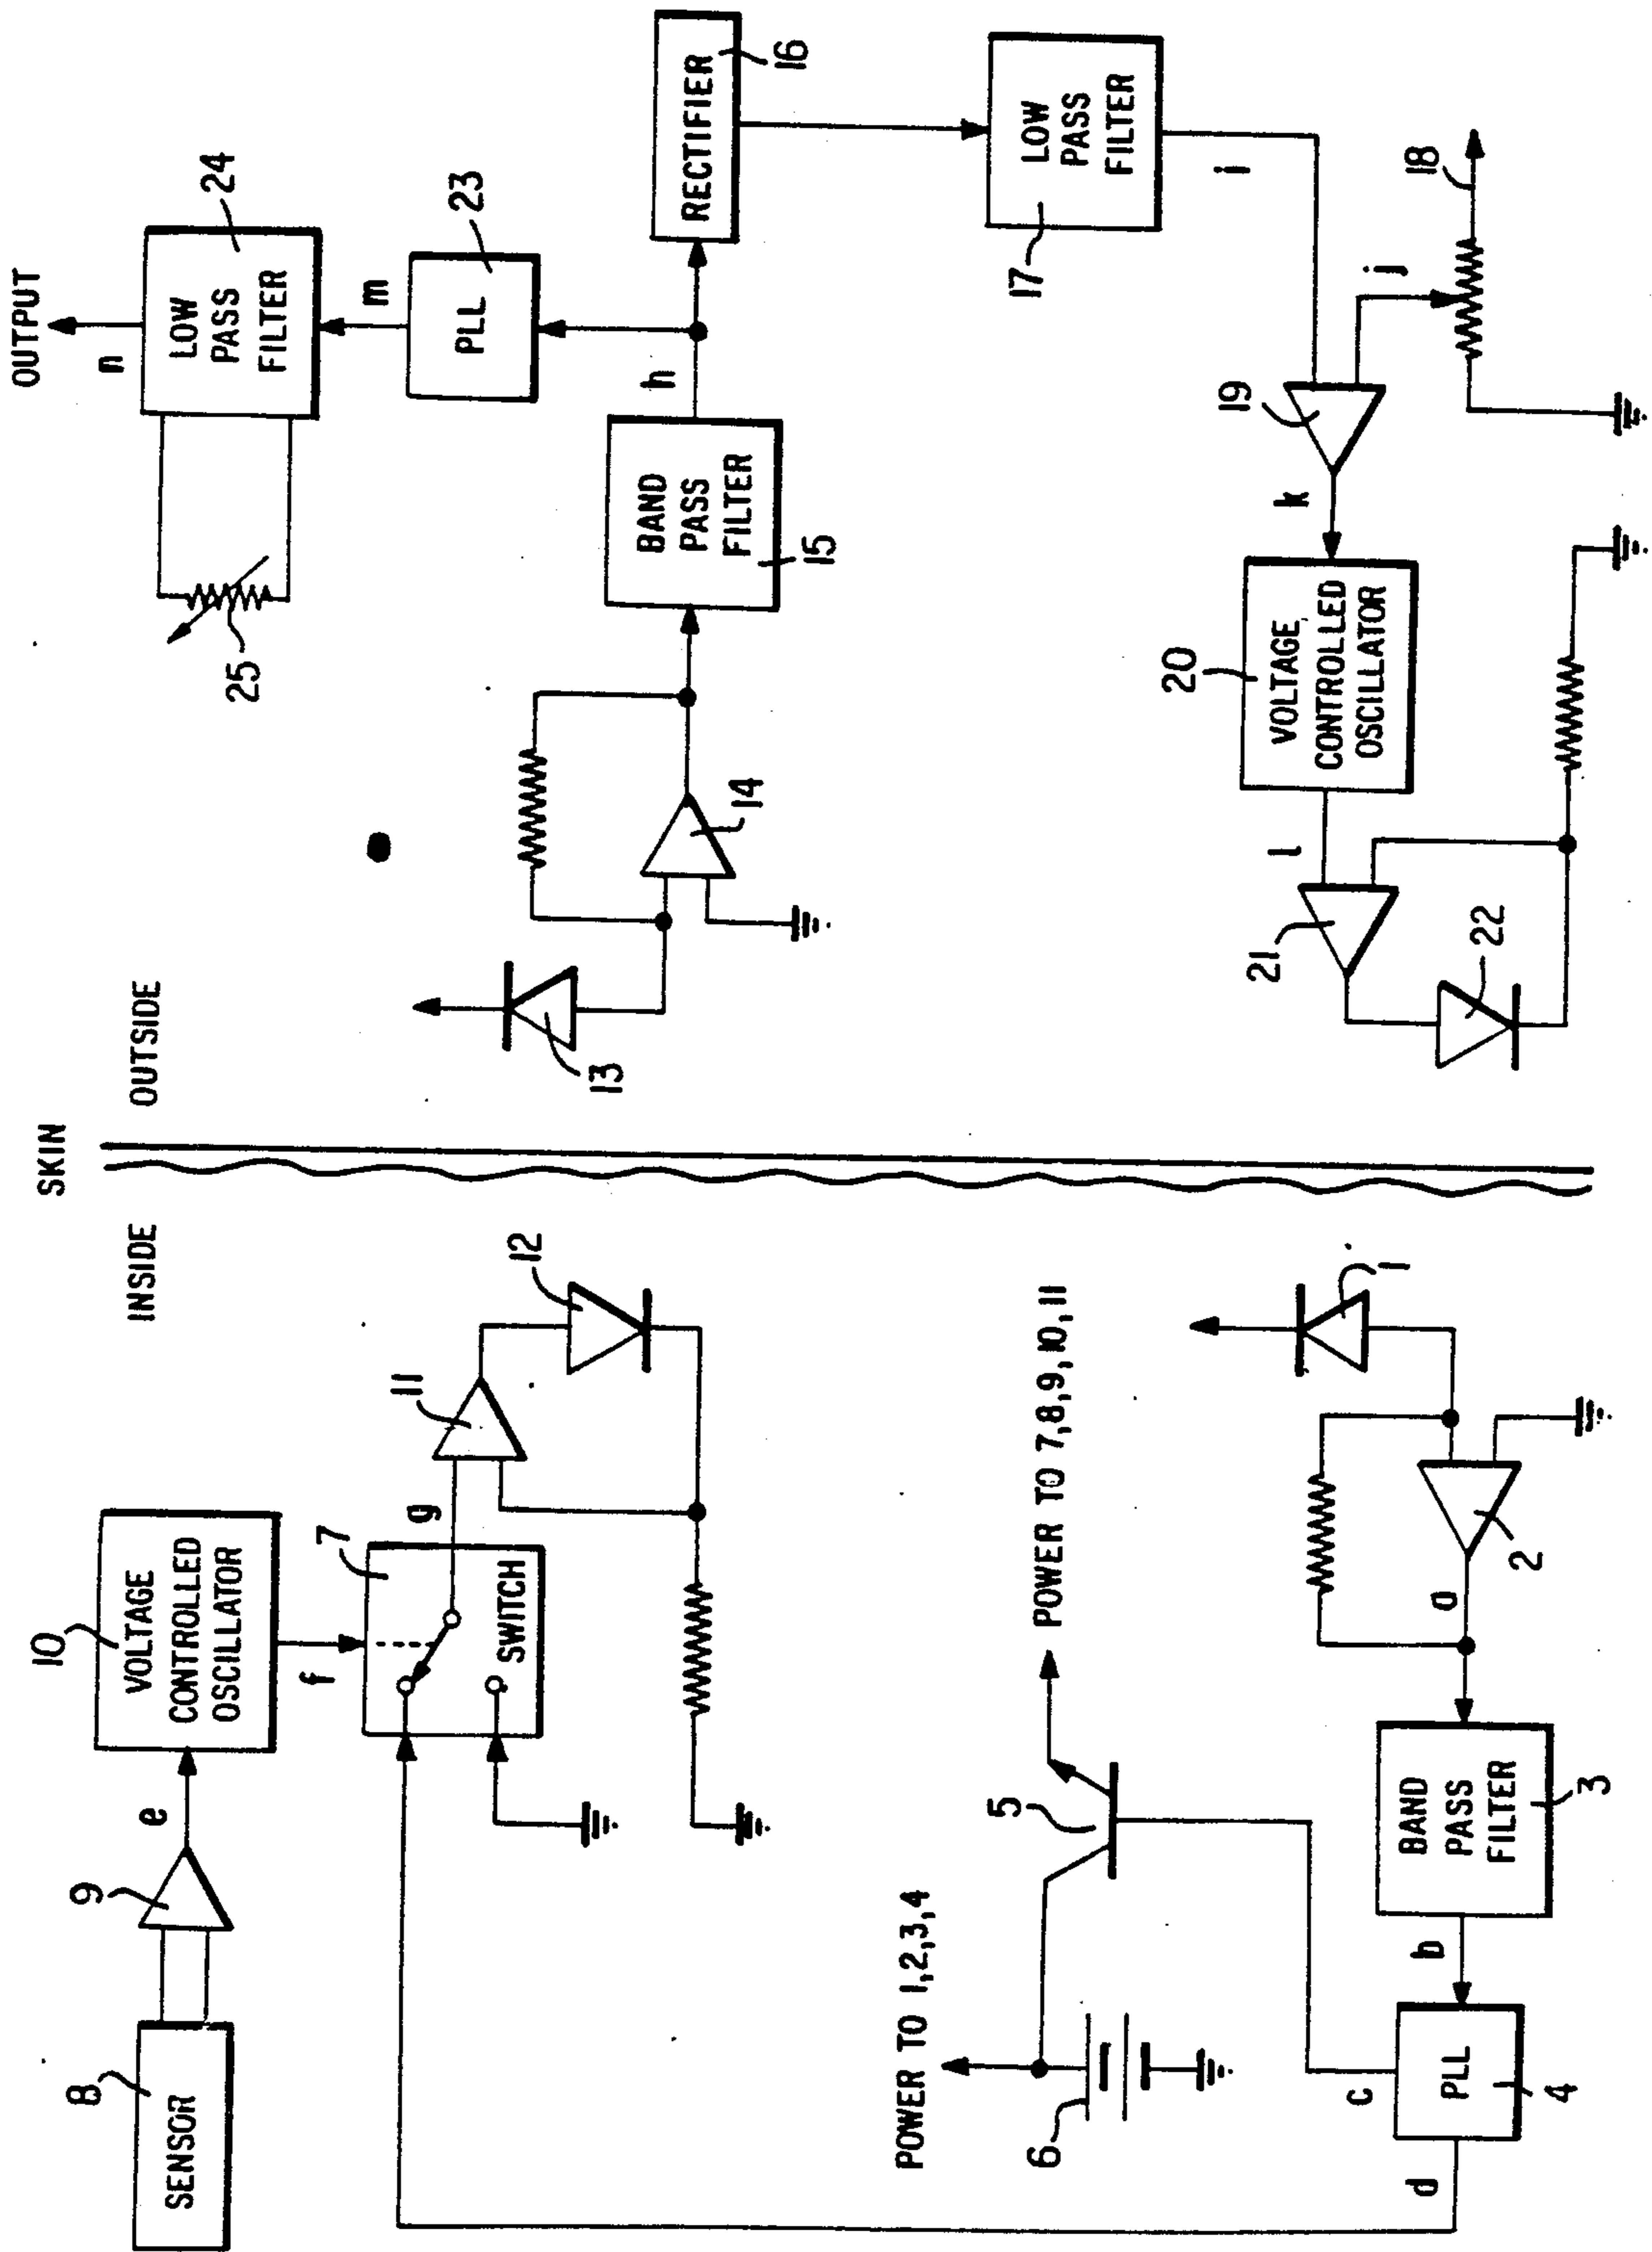 SKIN
INSIDE
OUTSIDE
8
SENSOR
9
e
10
VOLTAGE
CONTROLLED
OSCILLATOR
f
7
SWITCH
g
11
12
POWER TO 1,2,3,4
6
5
POWER TO 7,8,9,10,11
d
PLL
4
c
b
BAND
PASS
FILTER
3
a
2
1
OUTPUT
n
24
LOW
PASS
FILTER
25
m
23
PLL
13
14
BAND
PASS
FILTER
15
h
RECTIFIER
16
LOW
PASS
FILTER
17
i
j
18
19
k
20
VOLTAGE
CONTROLLED
OSCILLATOR
l
21
22